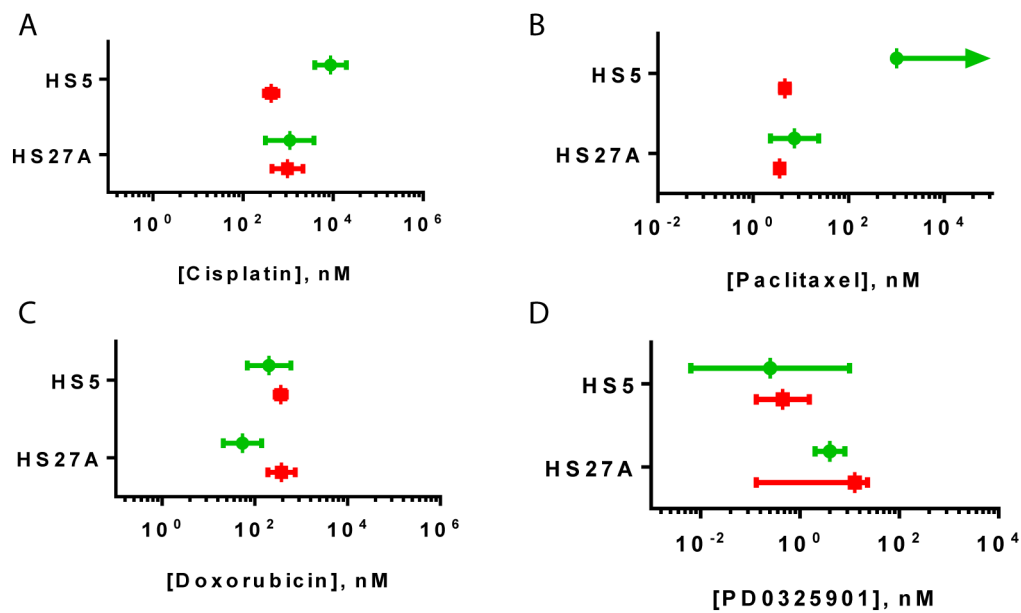 A
HS5
HS27A
10^0 10^2 10^4 10^6
[Cisplatin], nM
B
HS5
HS27A
10^-2 10^0 10^2 10^4
[Paclitaxel], nM
C
HS5
HS27A
10^0 10^2 10^4 10^6
[Doxorubicin], nM
D
HS5
HS27A
10^-2 10^0 10^2 10^4
[PD0325901], nM